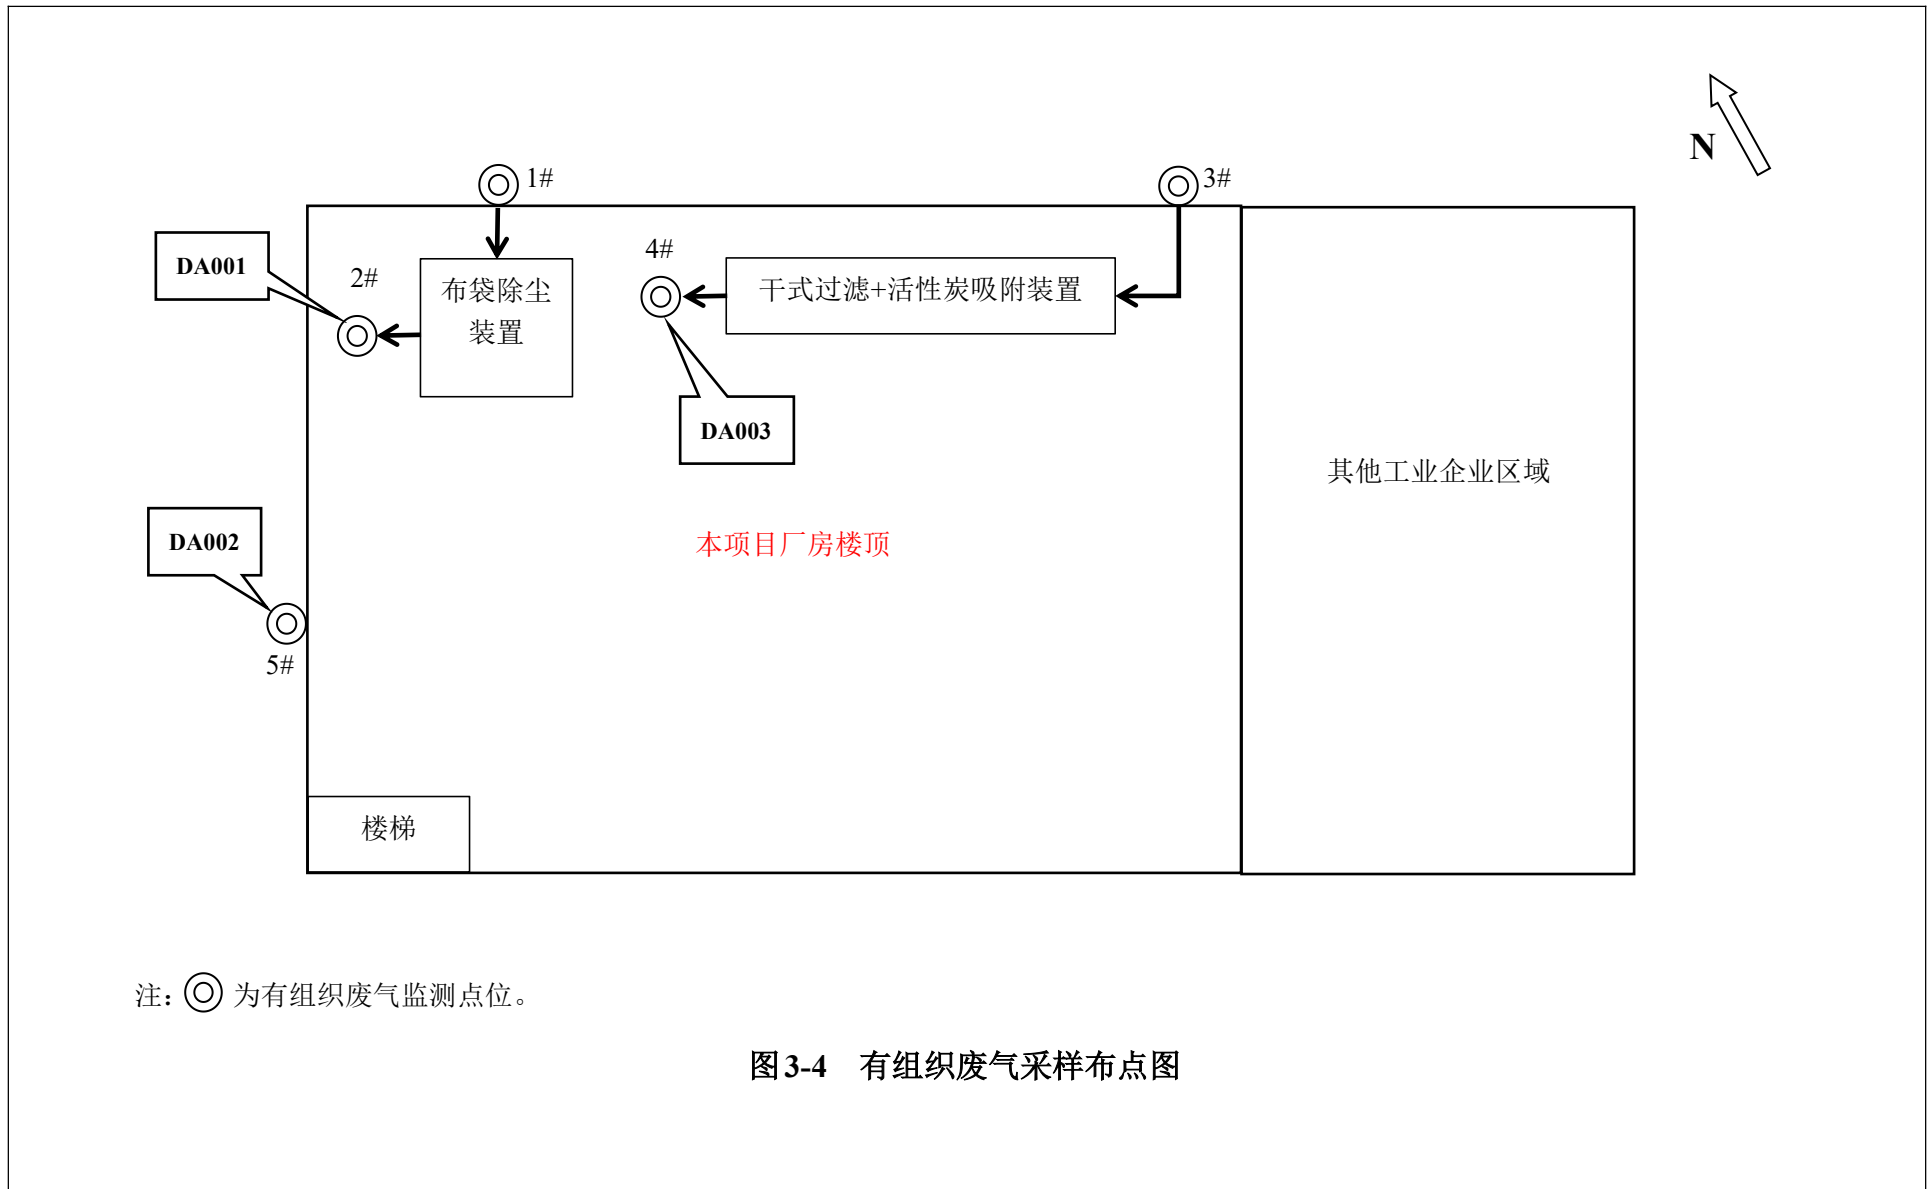 N
1#
3#
DA001
2#
4#
布袋除尘
装置
干式过滤+活性炭吸附装置
DA003
其他工业企业区域
DA002
本项目厂房楼顶
5#
楼梯
注:为有组织废气监测点位。
图3-4 有组织废气采样布点图